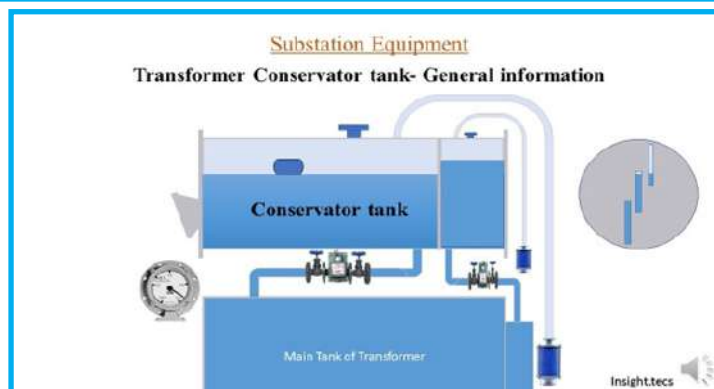 Substation Equipment
Transformer Conservator tank- General information
Conservator tank
Main Tank of Transformer
Insight.tecs